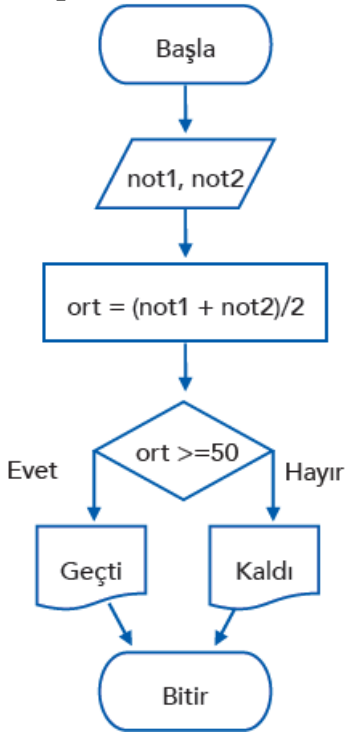 Başla
not1, not2
ort = (not1 + not2)/2
ort >=50
Evet
Hayır
Geçti
Kaldı
Bitir